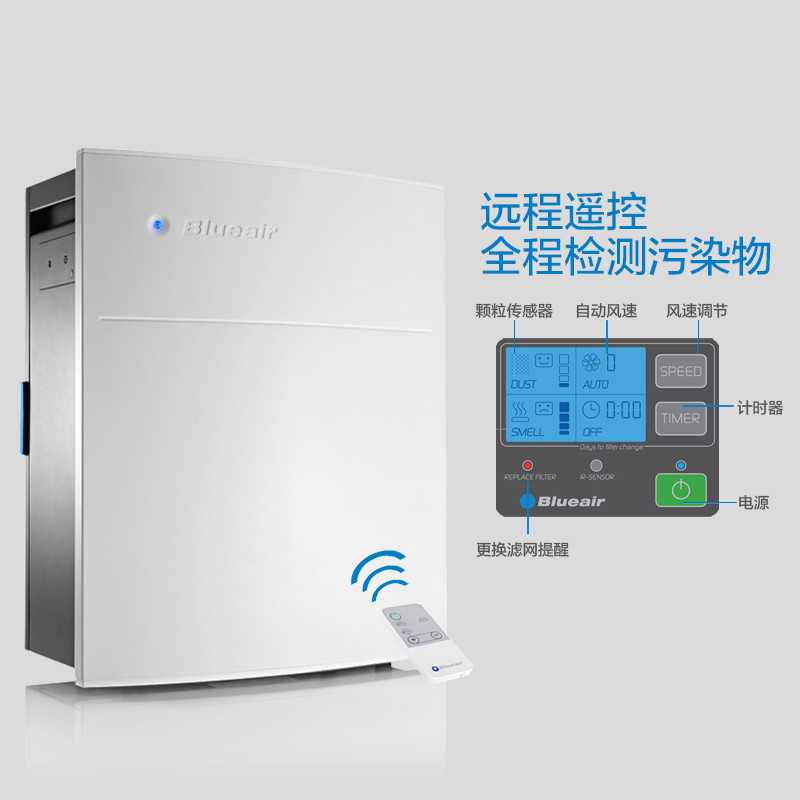 Blueair
远程遥控
全程检测污染物
颗粒传感器
自动风速
风速调节
DUST
0
AUTO
SPEED
SMELL
0:00
OFF
TIMER
计时器
Days to filter change
REPLACE FILTER
IR-SENSOR
Blueair
电源
更换滤网提醒
Blueair